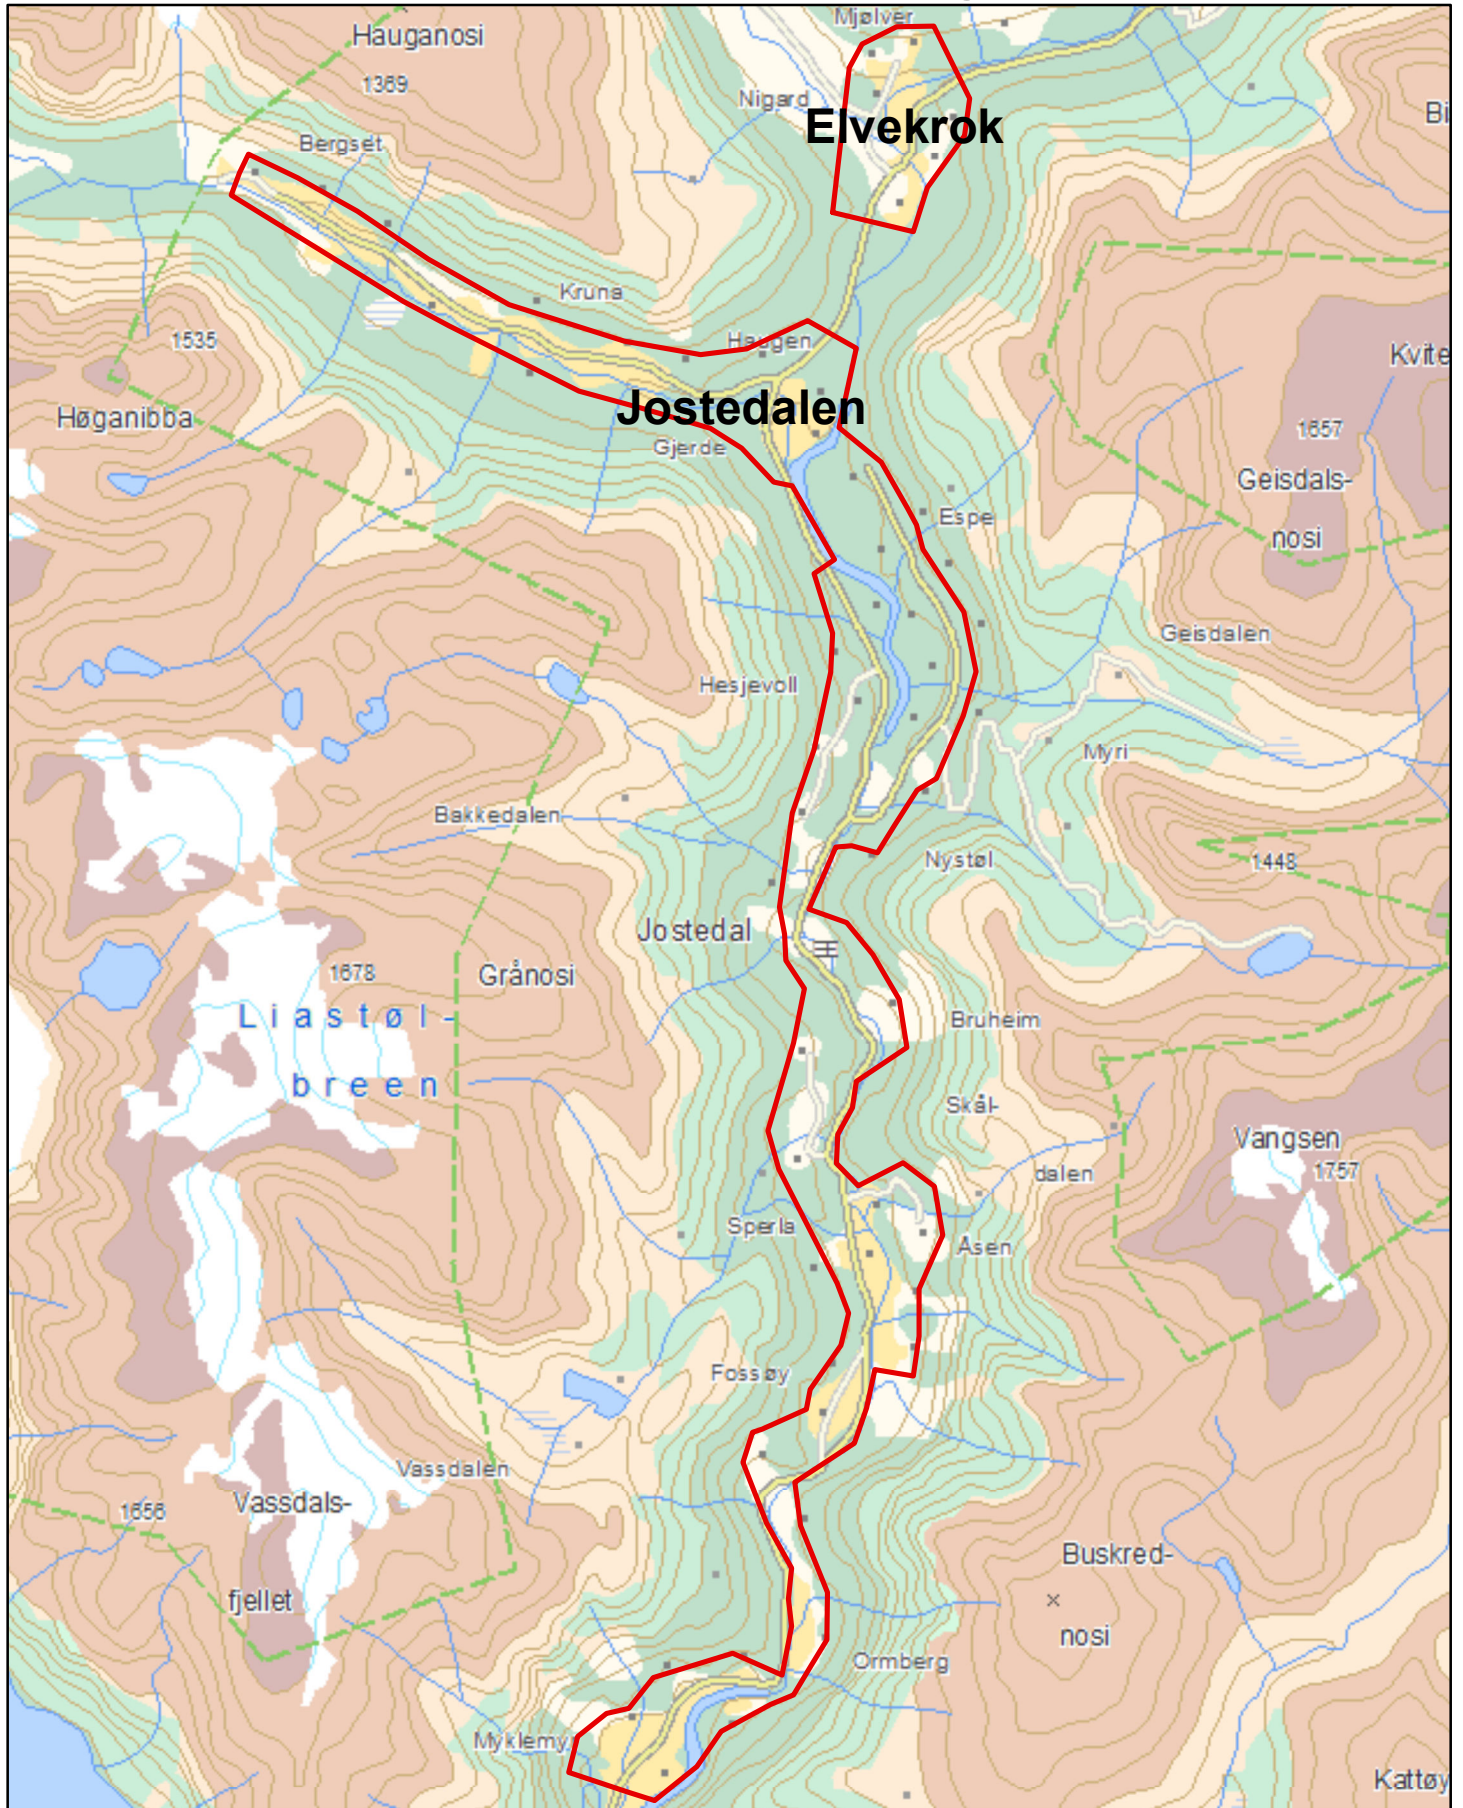 Mjølver
Hauganosi
1369
Nigard
Elvekrok
Bergset
Kruna
Haugen
1535
Kvite
Høganibba
Jostedalen
Gjerde
1657
Geisdals-
nosi
Espe
Geisdalen
Hesjevoll
Myri
Bakkedalen
Nystøl
1448
Jostedal
Grånosi
1678
Liastøl-
breen
Bruheim
Skål-
dalen
Vangsen
1757
Sperla
Åsen
Fossøy
Vassdalen
1656
Vassdals-
fjellet
Buskred-
nosi
Ormberg
Myklemy
Kattøy